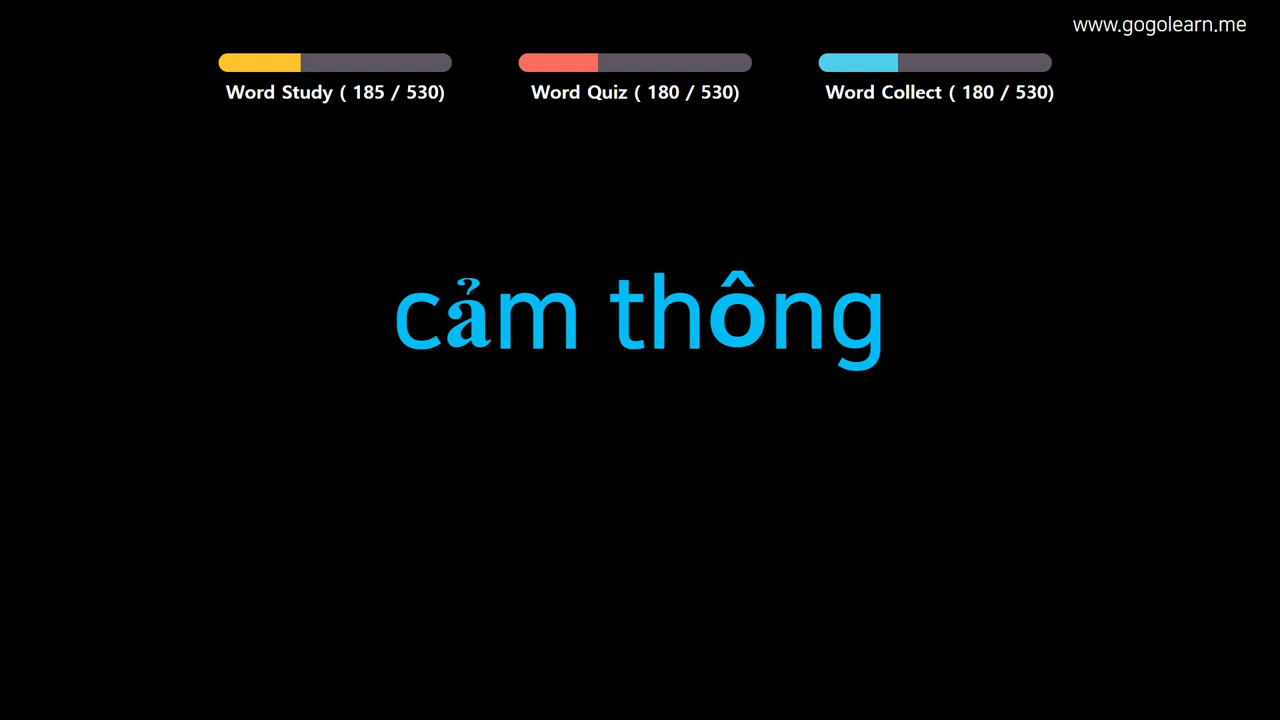 www.gogolearn.me
Word Study ( 185 / 530)
Word Quiz ( 180 / 530)
Word Collect ( 180 / 530)
cảm thông